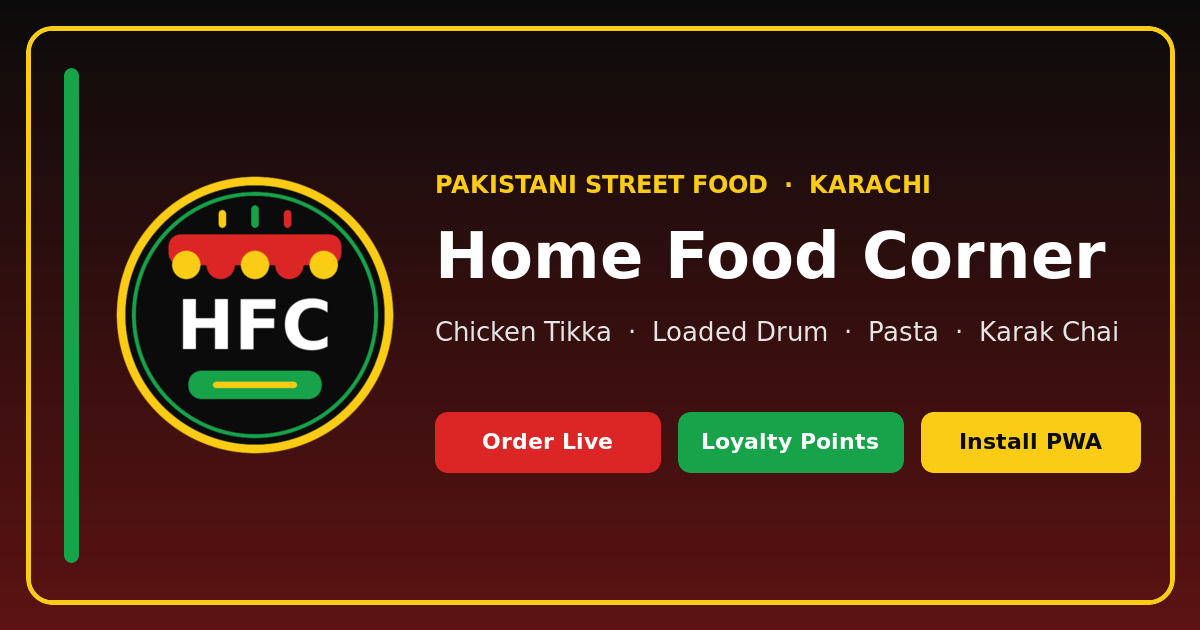 HFC
PAKISTANI STREET FOOD · KARACHI
Home Food Corner
Chicken Tikka · Loaded Drum · Pasta · Karak Chai
Order Live
Loyalty Points
Install PWA